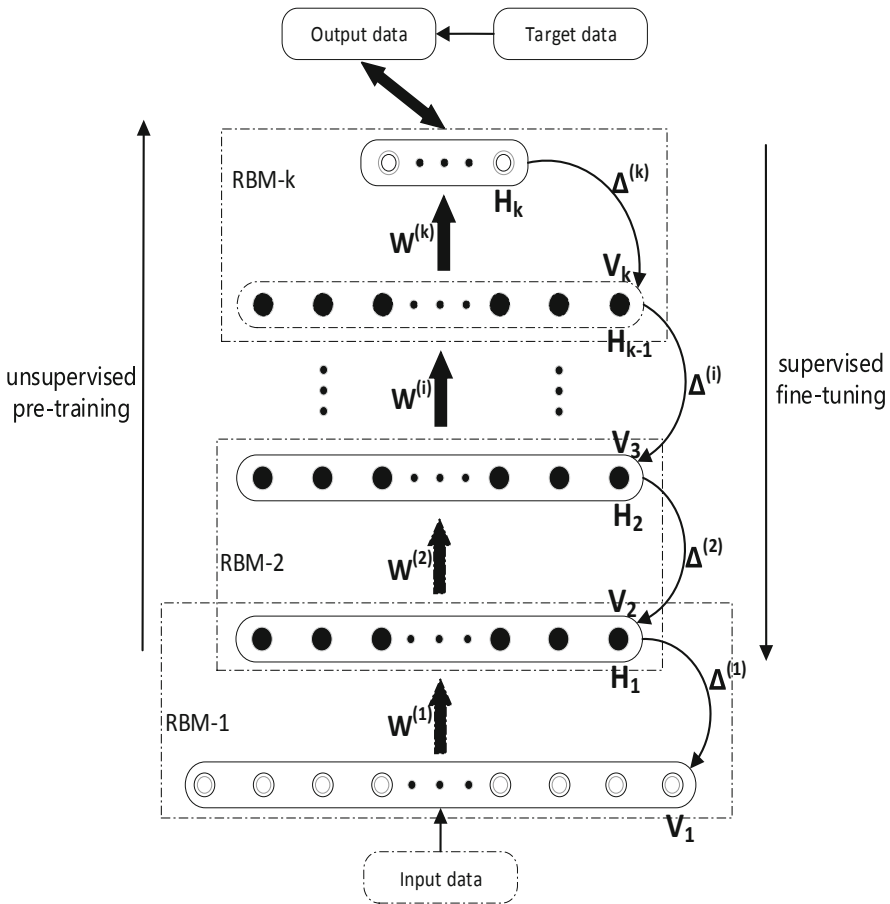 Output data
Target data
RBM-k
Δ(k)
H_k
W(k)
V_k
H_k-1
unsupervised
pre-training
W(i)
Δ(i)
supervised
fine-tuning
V_3
H_2
RBM-2
W(2)
Δ(2)
V_2
H_1
Δ(1)
RBM-1
W(1)
V_1
Input data